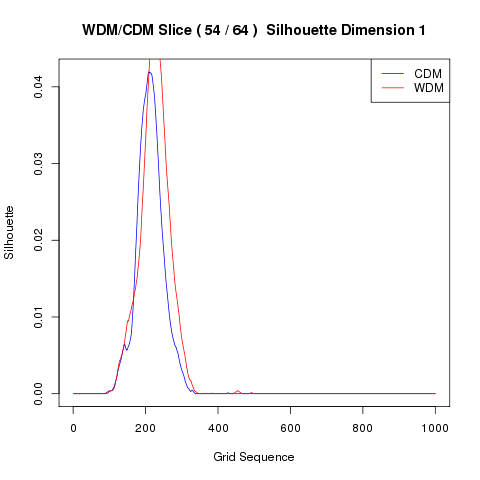 WDM/CDM Slice ( 54 / 64 )  Silhouette Dimension 1
CDM
WDM
Silhouette
0.04
0.03
0.02
0.01
0.00
0 200 400 600 800 1000
Grid Sequence